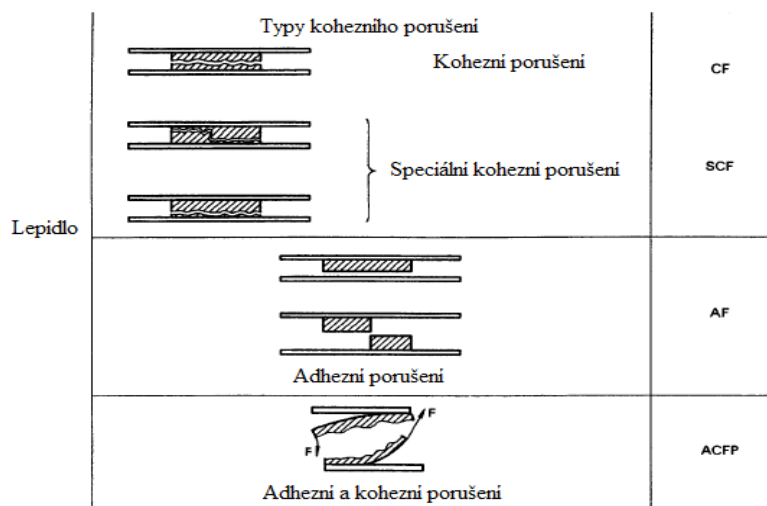 Typy kohezního porušení
Kohezní porušení
CF
Speciální kohezní porušení
SCF
Lepidlo
AF
Adhezní porušení
F
F
ACFP
Adhezní a kohezní porušení